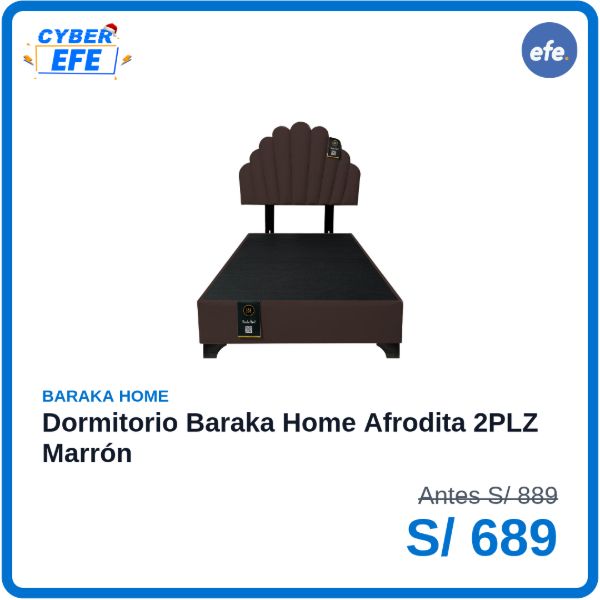 CYBER
EFE
efe.
BARAKA HOME
Dormitorio Baraka Home Afrodita 2PLZ
Marrón
Antes S/ 889
S/ 689